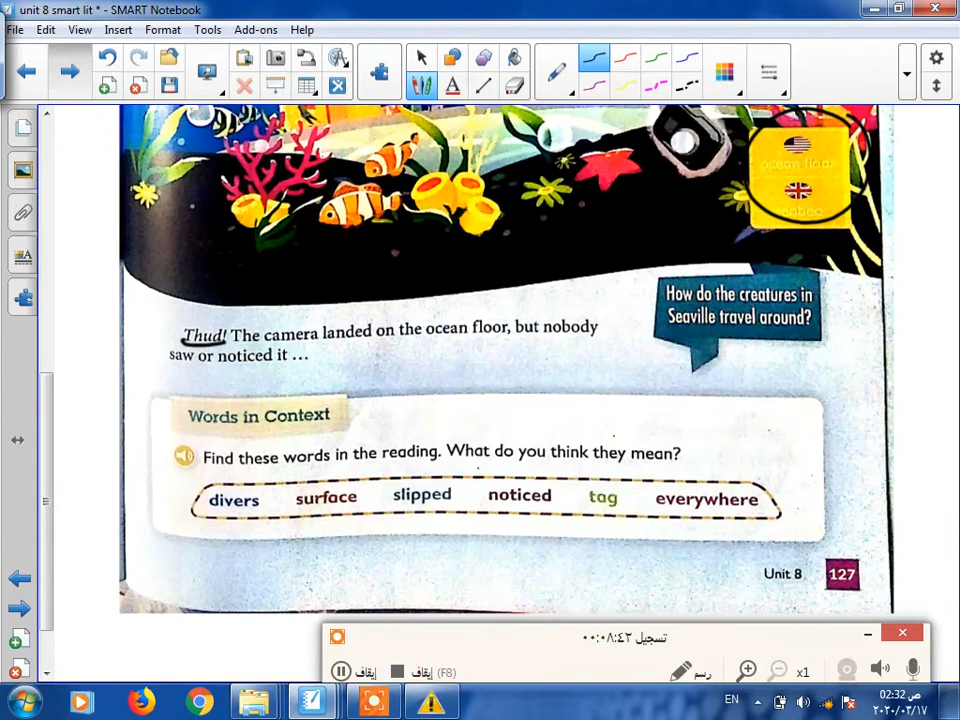 unit 8 smart lit * - SMART Notebook
File Edit View Insert Format Tools Add-ons Help
ocean floor
seabed
How do the creatures in
Seaville travel around?
Thud! The camera landed on the ocean floor, but nobody
saw or noticed it ...
Words in Context
Find these words in the reading. What do you think they mean?
divers surface slipped noticed tag everywhere
Unit 8 127
تسجيل ٠٠:٠٨:٤٢
إيقاف إيقاف (F8) رسم x1
EN 02:32 ص
٢٠٢٠/٠٣/١٧